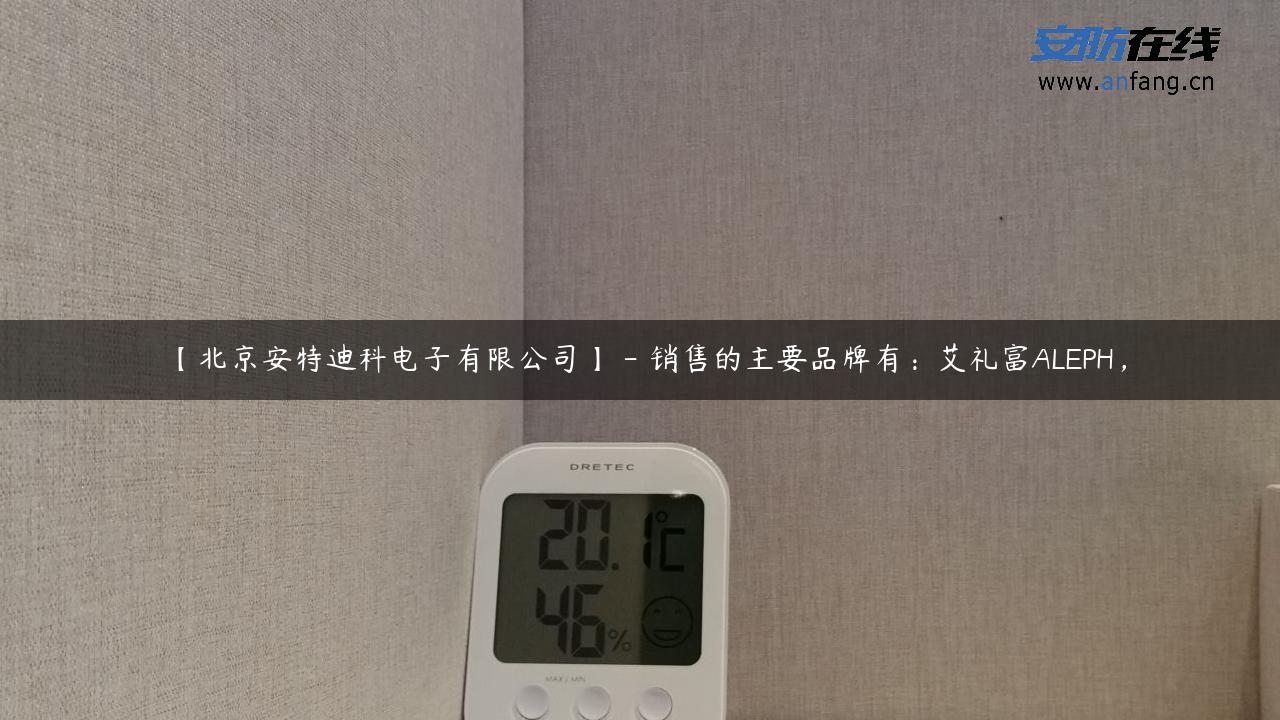 安防在线
www.anfang.cn
【北京安特迪科电子有限公司】-销售的主要品牌有：艾礼富ALEPH，
DRETEC
20.1℃
46%
MAX / MIN